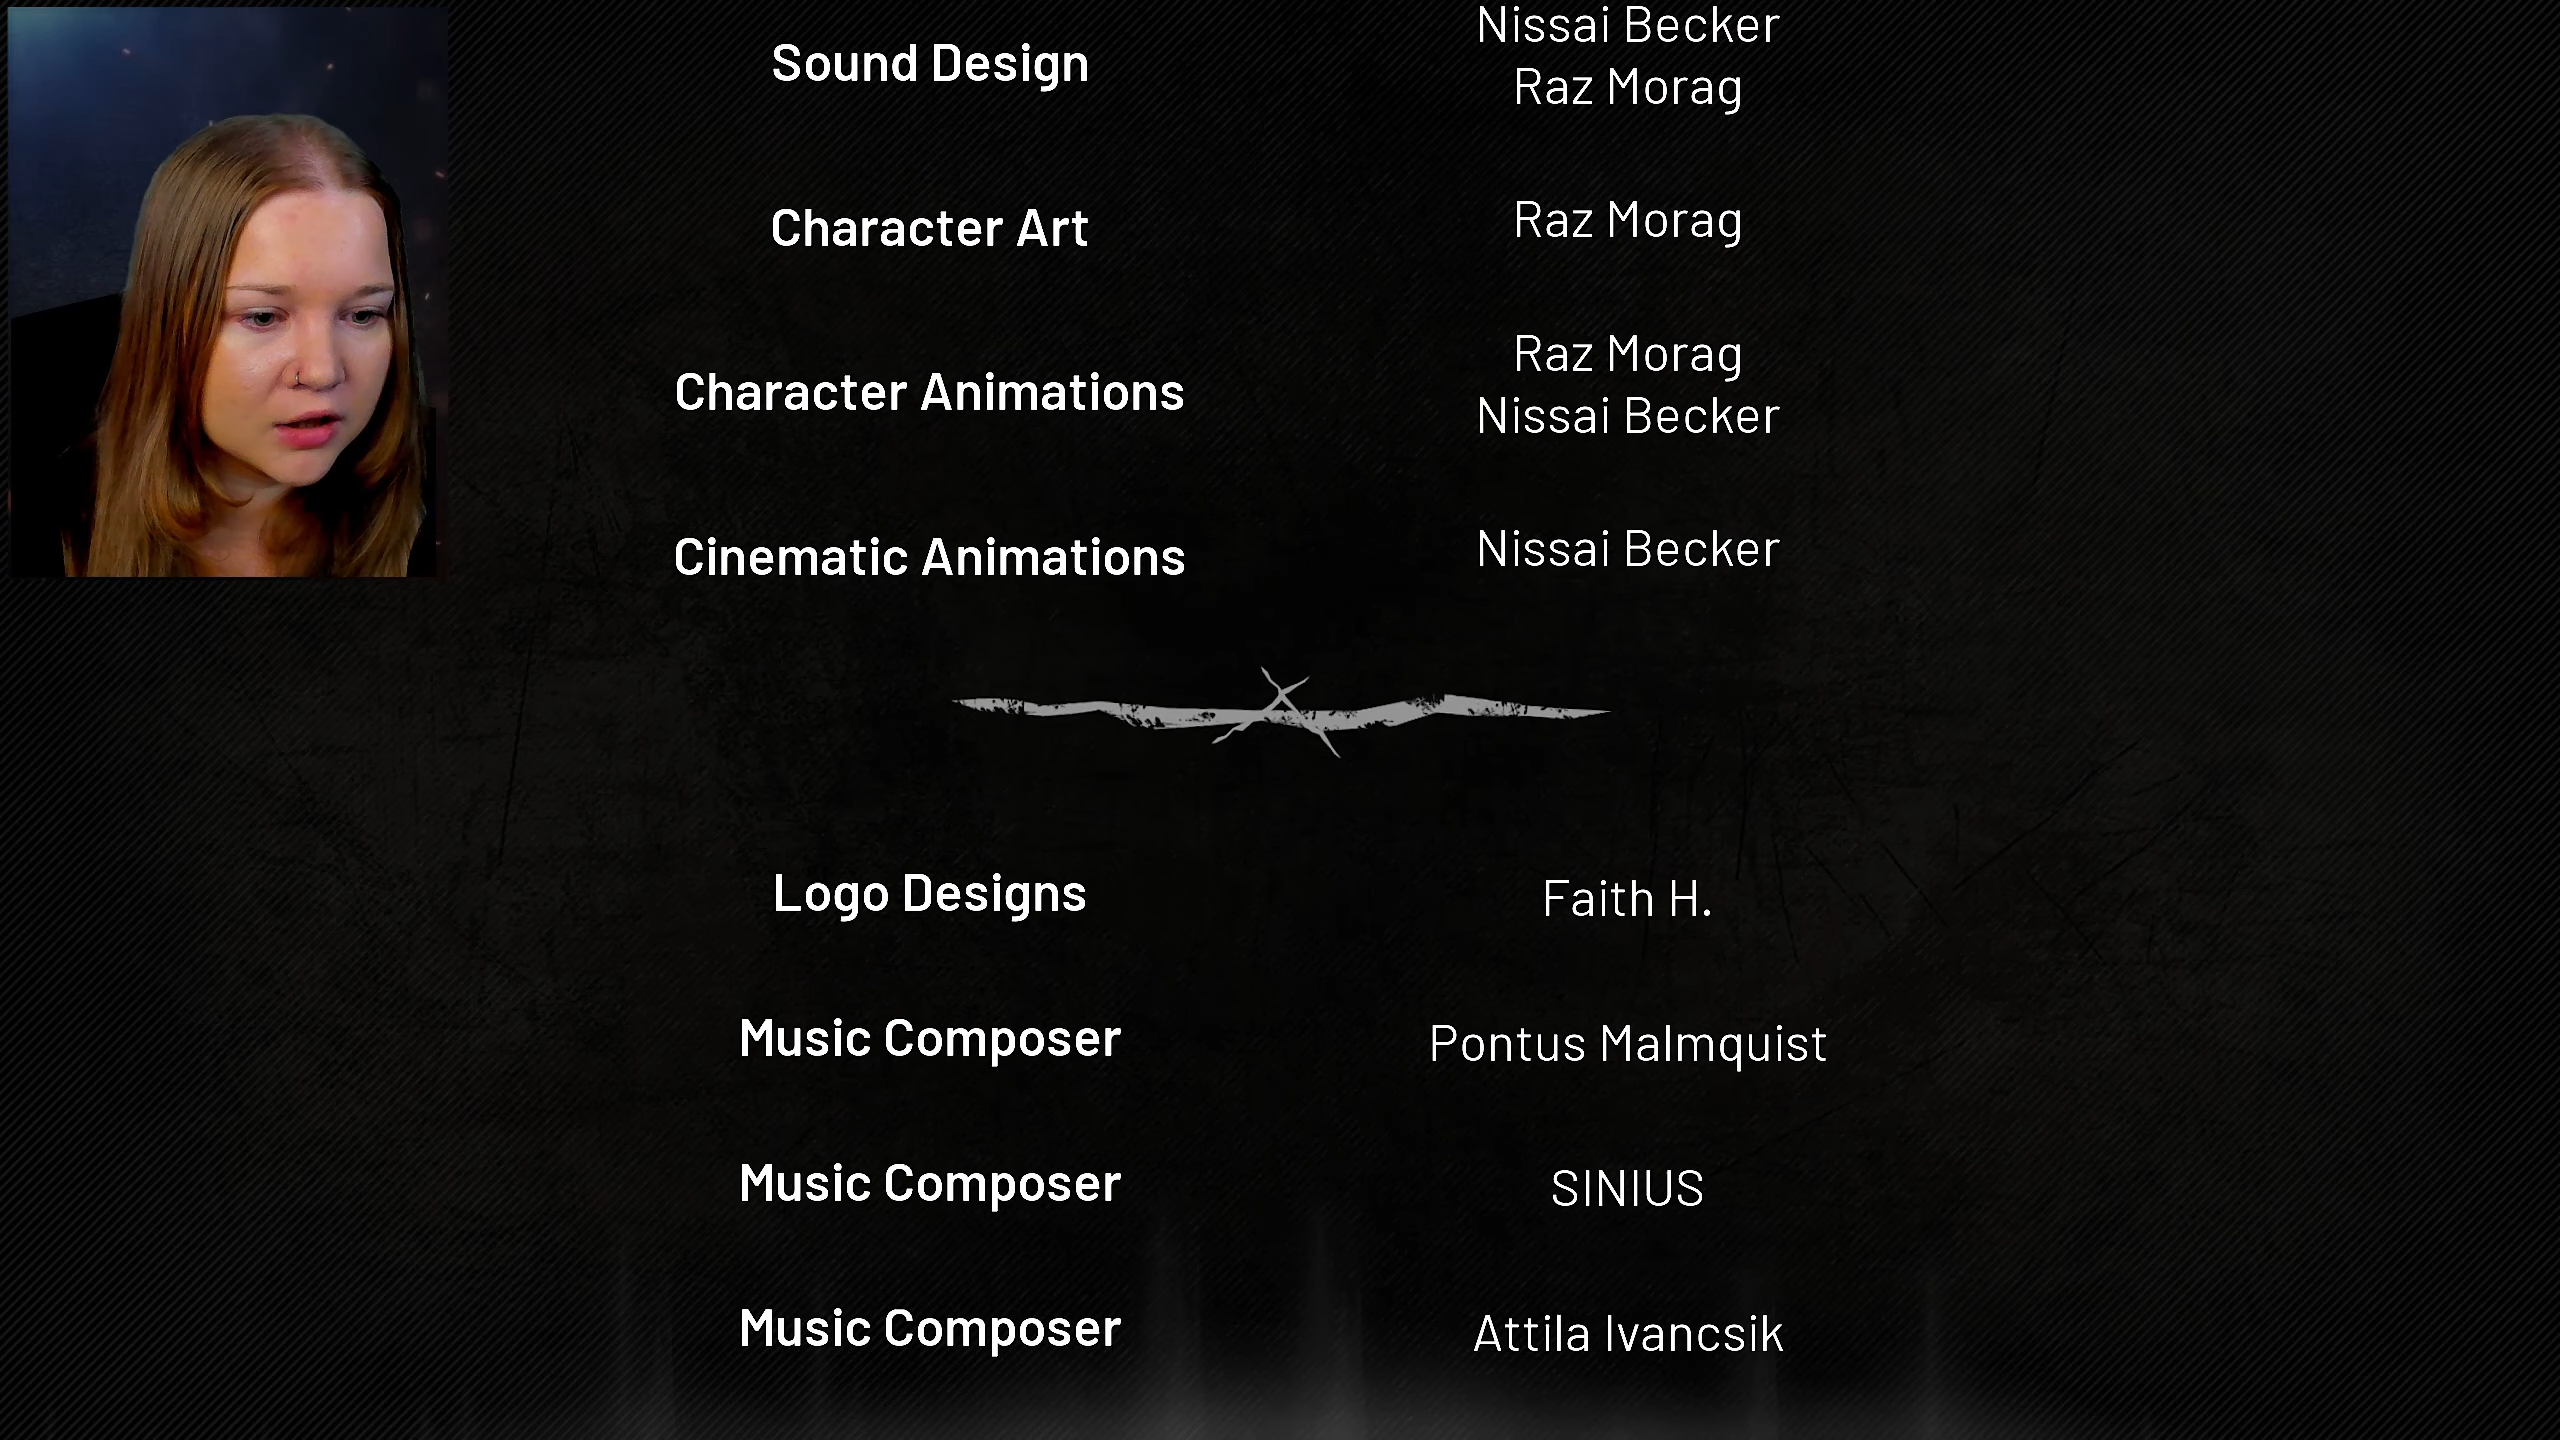 Nissai Becker
Sound Design
Raz Morag
Character Art
Raz Morag
Raz Morag
Character Animations
Nissai Becker
Cinematic Animations
Nissai Becker
Logo Designs
Faith H.
Music Composer
Pontus Malmquist
Music Composer
SINIUS
Music Composer
Attila Ivancsik